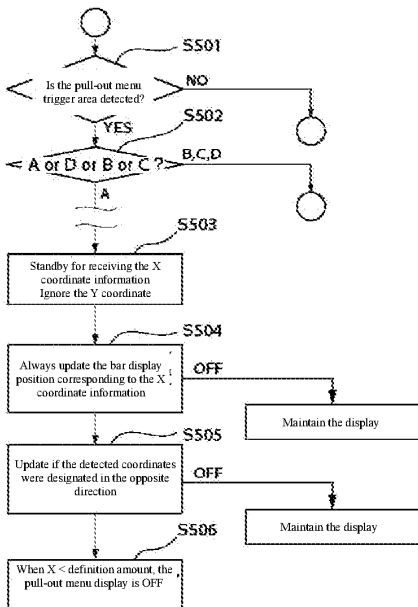 S501
Is the pull-out menu
trigger area detected?
NO
YES
S502
A or D or B or C ?
B,C,D
A
S503
Standby for receiving the X
coordinate information
Ignore the Y coordinate
S504
Always update the bar display
position corresponding to the X
coordinate information
OFF
Maintain the display
S505
Update if the detected coordinates
were designated in the opposite
direction
OFF
Maintain the display
S506
When X < definition amount, the
pull-out menu display is OFF